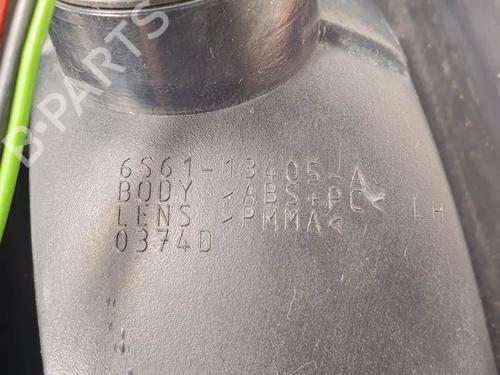 B-PARTS
6S61-13405-A
BODY >ABS+PC<
LENS >PMMA< LH
0374D